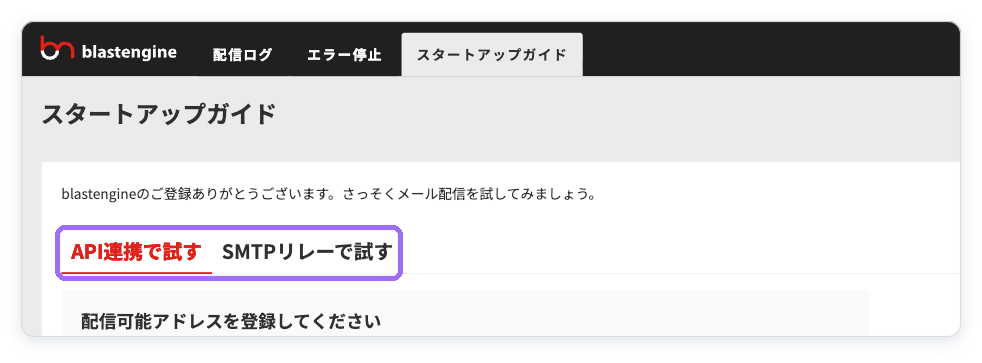 blastengine 配信ログ エラー停止 スタートアップガイド
スタートアップガイド
blastengineのご登録ありがとうございます。さっそくメール配信を試してみましょう。
API連携で試す SMTPリレーで試す
配信可能アドレスを登録してください